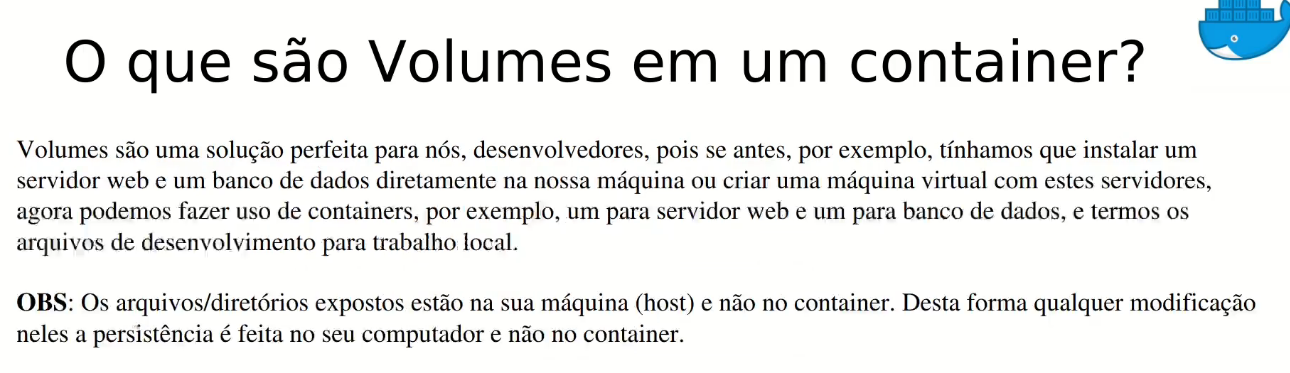 O que são Volumes em um container?
Volumes são uma solução perfeita para nós, desenvolvedores, pois se antes, por exemplo, tínhamos que instalar um
servidor web e um banco de dados diretamente na nossa máquina ou criar uma máquina virtual com estes servidores,
agora podemos fazer uso de containers, por exemplo, um para servidor web e um para banco de dados, e termos os
arquivos de desenvolvimento para trabalho local.
OBS: Os arquivos/diretórios expostos estão na sua máquina (host) e não no container. Desta forma qualquer modificação
neles a persistência é feita no seu computador e não no container.